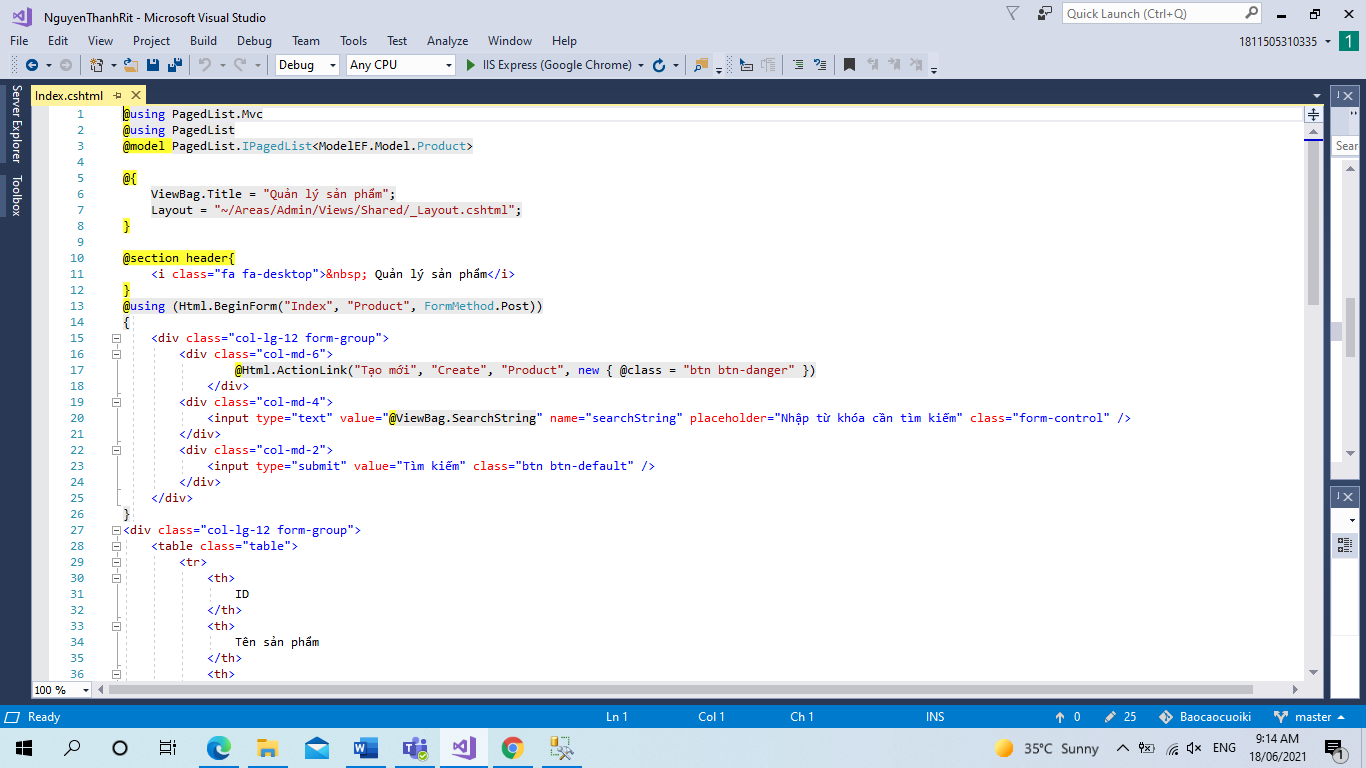 NguyenThanhRit - Microsoft Visual Studio
Quick Launch (Ctrl+Q)
File Edit View Project Build Debug Team Tools Test Analyze Window Help
1811505310335
1
Debug Any CPU IIS Express (Google Chrome)
Server Explorer
Toolbox
Index.cshtml
Sear
1 @using PagedList.Mvc
2 @using PagedList
3 @model PagedList.IPagedList<ModelEF.Model.Product>
4
5 @{
6 ViewBag.Title = "Quản lý sản phẩm";
7 Layout = "~/Areas/Admin/Views/Shared/_Layout.cshtml";
8 }
9
10 @section header{
11 <i class="fa fa-desktop">&nbsp; Quản lý sản phẩm</i>
12 }
13 @using (Html.BeginForm("Index", "Product", FormMethod.Post))
14 {
15 <div class="col-lg-12 form-group">
16 <div class="col-md-6">
17 @Html.ActionLink("Tạo mới", "Create", "Product", new { @class = "btn btn-danger" })
18 </div>
19 <div class="col-md-4">
20 <input type="text" value="@ViewBag.SearchString" name="searchString" placeholder="Nhập từ khóa cần tìm kiếm" class="form-control" />
21 </div>
22 <div class="col-md-2">
23 <input type="submit" value="Tìm kiếm" class="btn btn-default" />
24 </div>
25 </div>
26 }
27 <div class="col-lg-12 form-group">
28 <table class="table">
29 <tr>
30 <th>
31 ID
32 </th>
33 <th>
34 Tên sản phẩm
35 </th>
36 <th>
100 %
Ready Ln 1 Col 1 Ch 1 INS 0 25 Baocaocuoiki master
35°C Sunny ENG 9:14 AM
18/06/2021
1